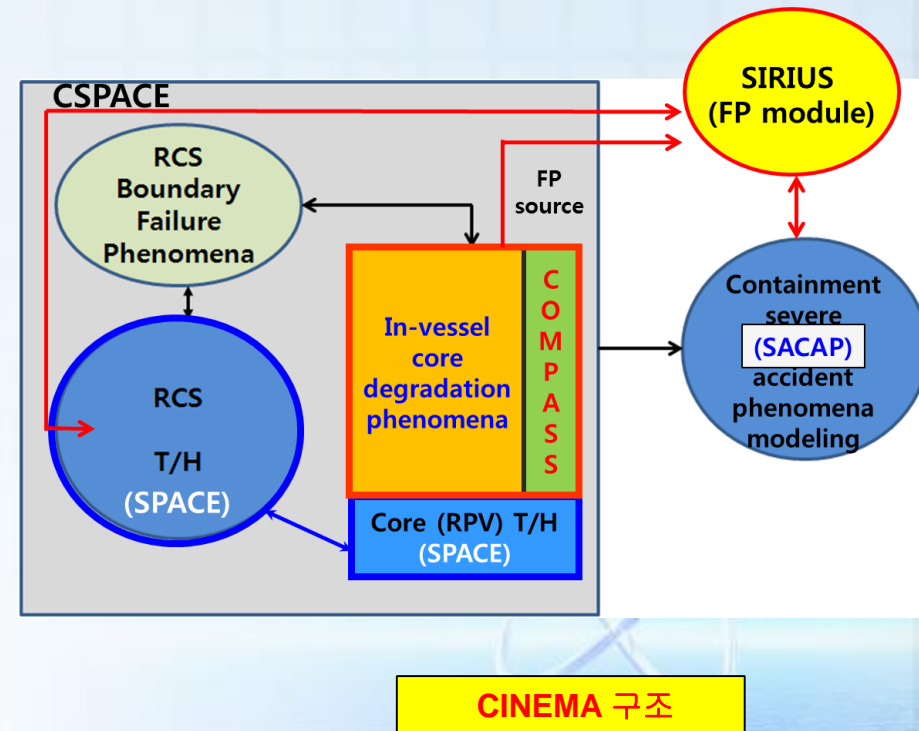 CSPACE
SIRIUS
(FP module)
RCS
Boundary
Failure
Phenomena
FP
source
In-vessel
core
degradation
phenomena
C
O
M
P
A
S
S
Containment
severe
(SACAP)
accident
phenomena
modeling
RCS
T/H
(SPACE)
Core (RPV) T/H
(SPACE)
CINEMA 구조